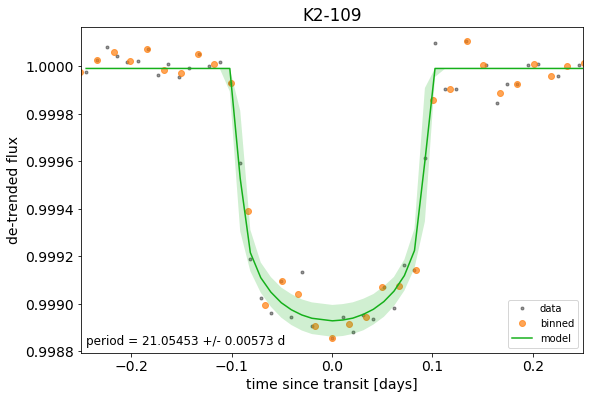 K2-109
de-trended flux
1.0000
0.9998
0.9996
0.9994
0.9992
0.9990
0.9988
data
binned
model
period = 21.05453 +/- 0.00573 d
−0.2 −0.1 0.0 0.1 0.2
time since transit [days]